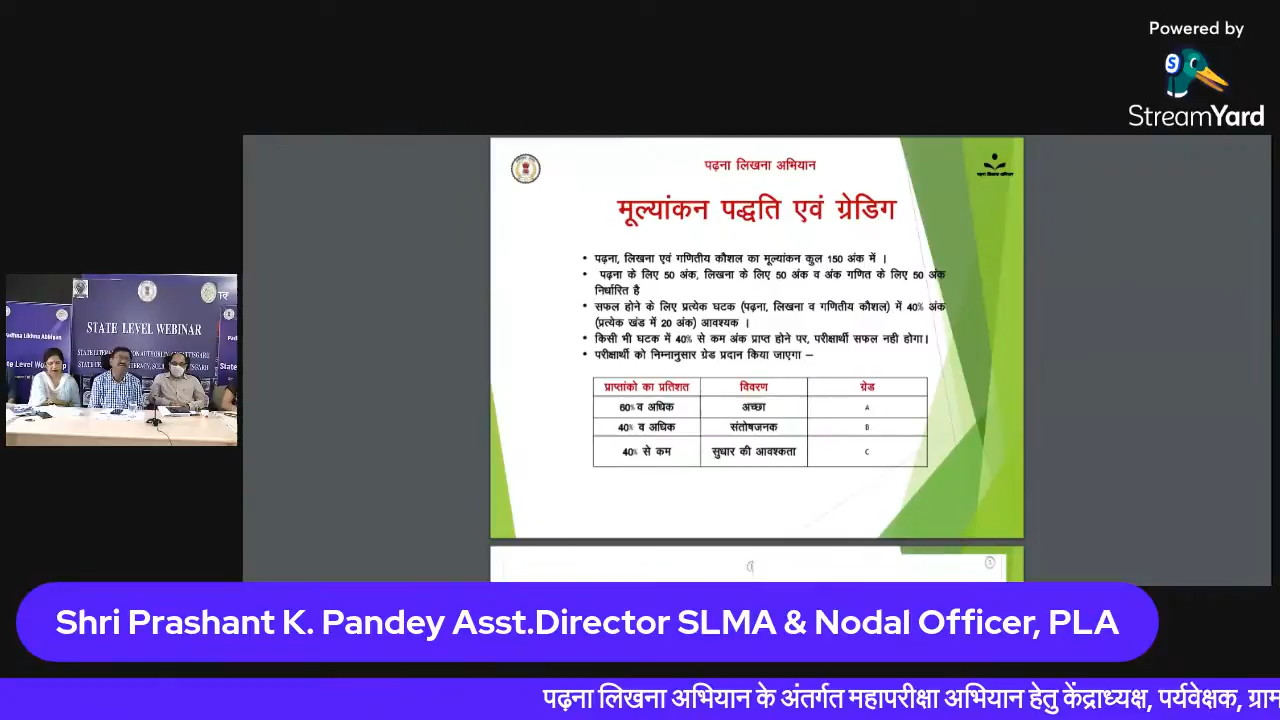 Powered by
StreamYard
पढ़ना लिखना अभियान
मूल्यांकन पद्धति एवं ग्रेडिग
• पढ़ना, लिखना एवं गणितीय कौशल का मूल्यांकन कुल 150 अंक में ।
• पढ़ना के लिए 50 अंक, लिखना के लिए 50 अंक व अंक गणित के लिए 50 अंक
निर्धारित है
• सफल होने के लिए प्रत्येक घटक (पढ़ना, लिखना व गणितीय कौशल) में 40% अंक
(प्रत्येक खंड में 20 अंक) आवश्यक ।
• किसी भी घटक में 40% से कम अंक प्राप्त होने पर, परीक्षार्थी सफल नही होगा।
• परीक्षार्थी को निम्नानुसार ग्रेड प्रदान किया जाएगा –
प्राप्तांको का प्रतिशत विवरण ग्रेड
60% व अधिक अच्छा A
40% व अधिक संतोषजनक B
40% से कम सुधार की आवश्कता C
STATE LEVEL WEBINAR
Shri Prashant K. Pandey Asst.Director SLMA & Nodal Officer, PLA
पढ़ना लिखना अभियान के अंतर्गत महापरीक्षा अभियान हेतु केंद्राध्यक्ष, पर्यवेक्षक, ग्राम